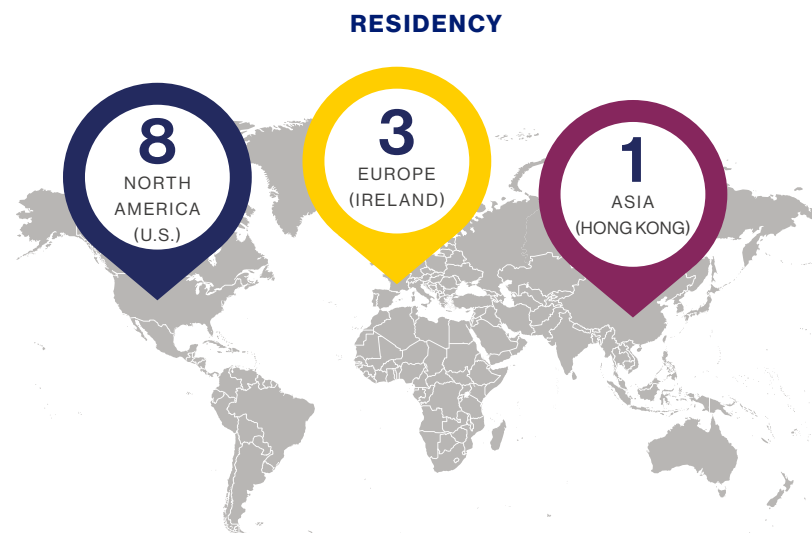 RESIDENCY
8
NORTH
AMERICA
(U.S.)
3
EUROPE
(IRELAND)
1
ASIA
(HONG KONG)